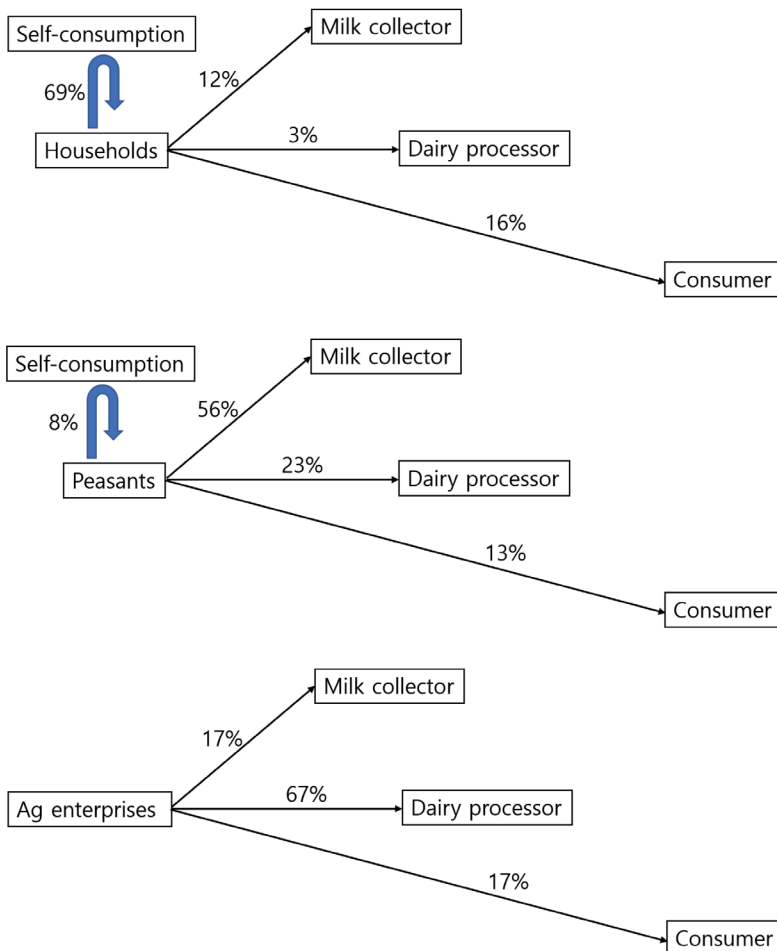 Self-consumption
Milk collector
69%
12%
Households
3%
Dairy processor
16%
Consumer
Self-consumption
Milk collector
8%
56%
Peasants
23%
Dairy processor
13%
Consumer
Milk collector
17%
Ag enterprises
67%
Dairy processor
17%
Consumer